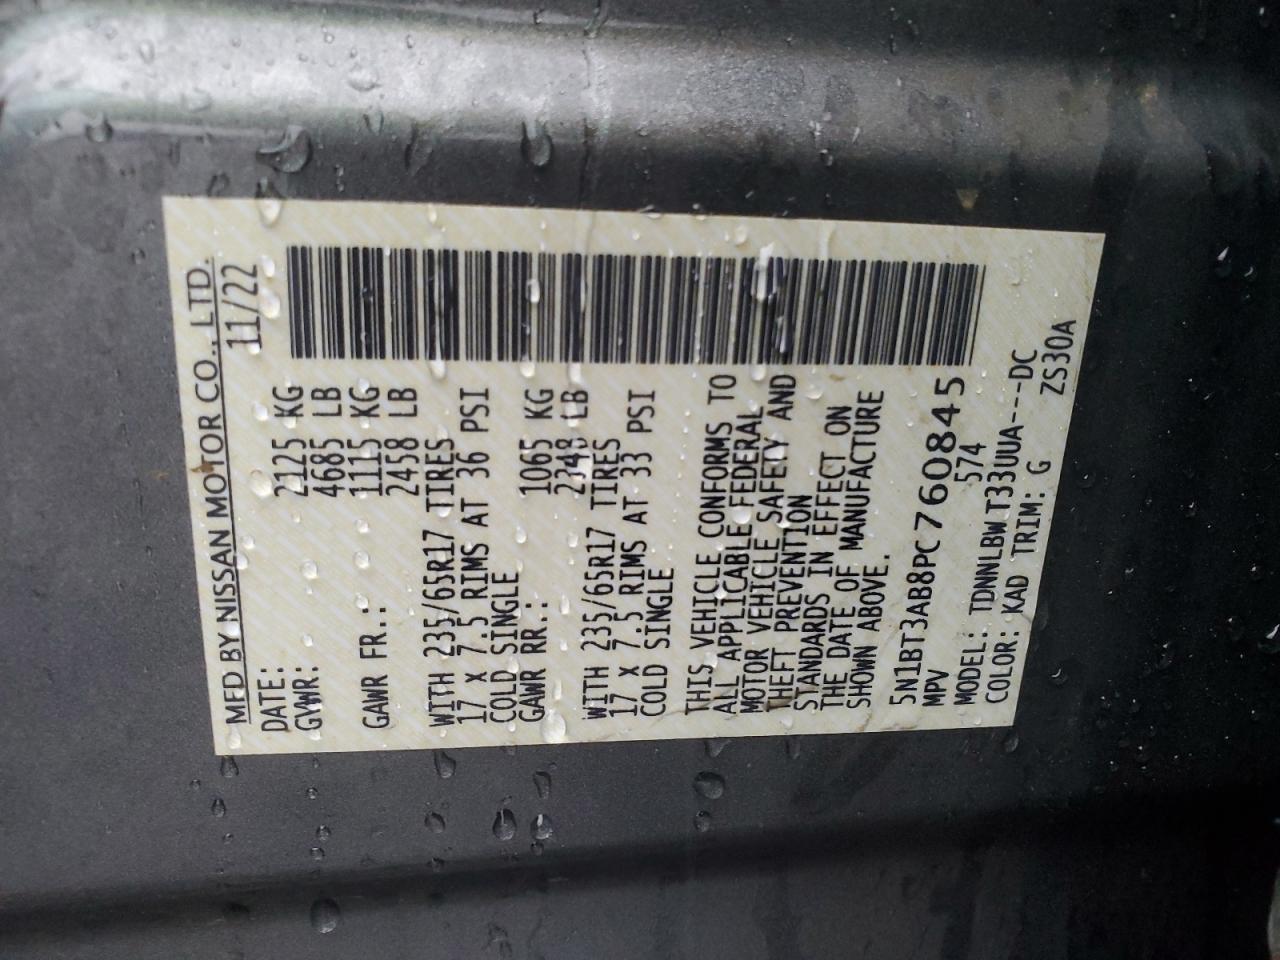 MFD BY NISSAN MOTOR CO., LTD.
DATE: 11/22
GVWR: 2125 KG
4685 LB
GAWR FR.: 1115 KG
2458 LB
WITH 235/65R17 TIRES
17 X 7.5 RIMS AT 36 PSI
COLD SINGLE
GAWR RR.: 1065 KG
2348 LB
WITH 235/65R17 TIRES
17 X 7.5 RIMS AT 33 PSI
COLD SINGLE
THIS VEHICLE CONFORMS TO
ALL APPLICABLE FEDERAL
MOTOR VEHICLE SAFETY AND
THEFT PREVENTION
STANDARDS IN EFFECT ON
THE DATE OF MANUFACTURE
SHOWN ABOVE.
5N1BT3AB8PC760845
MPV 574
MODEL: TDNNLBWT33UUA---DC
COLOR: KAD TRIM: G ZS30A